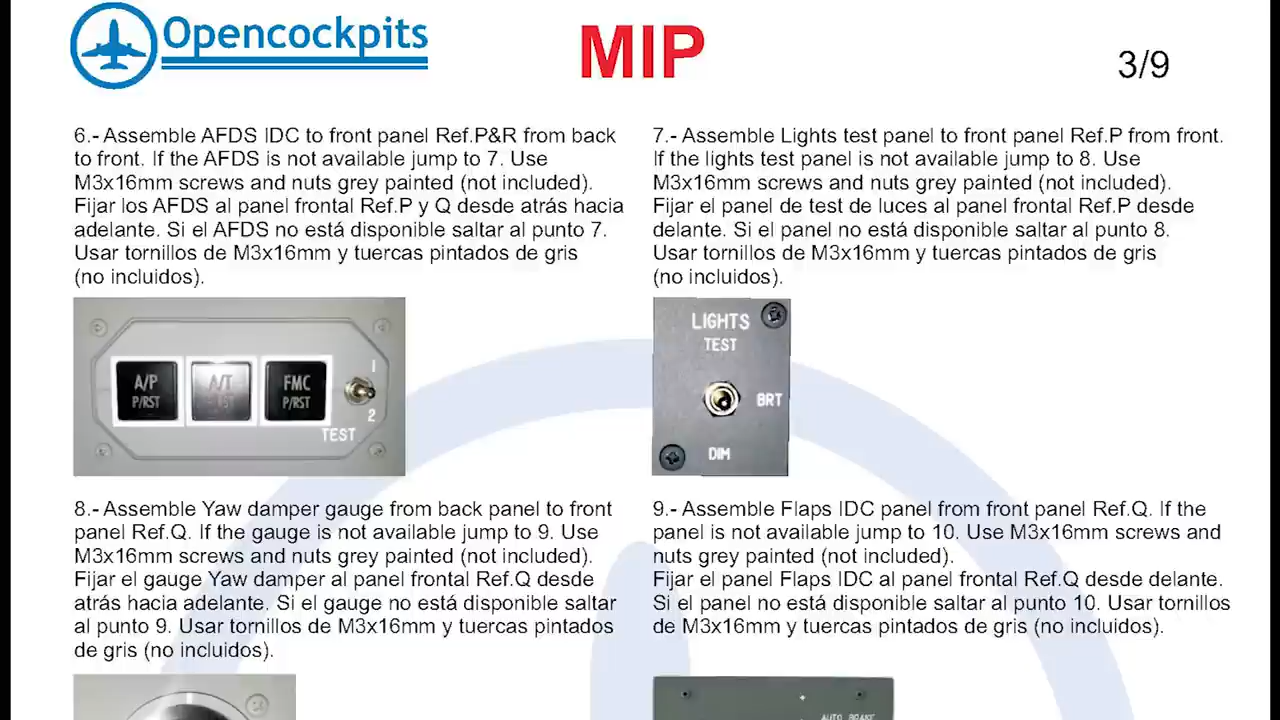 Opencockpits
MIP
3/9
6.- Assemble AFDS IDC to front panel Ref.P&R from back
to front. If the AFDS is not available jump to 7. Use
M3x16mm screws and nuts grey painted (not included).
Fijar los AFDS al panel frontal Ref.P y Q desde atrás hacia
adelante. Si el AFDS no está disponible saltar al punto 7.
Usar tornillos de M3x16mm y tuercas pintados de gris
(no incluidos).
A/P
P/RST
A/T
FMC
P/RST
1
2
TEST
7.- Assemble Lights test panel to front panel Ref.P from front.
If the lights test panel is not available jump to 8. Use
M3x16mm screws and nuts grey painted (not included).
Fijar el panel de test de luces al panel frontal Ref.P desde
delante. Si el panel no está disponible saltar al punto 8.
Usar tornillos de M3x16mm y tuercas pintados de gris
(no incluidos).
LIGHTS
TEST
BRT
DIM
8.- Assemble Yaw damper gauge from back panel to front
panel Ref.Q. If the gauge is not available jump to 9. Use
M3x16mm screws and nuts grey painted (not included).
Fijar el gauge Yaw damper al panel frontal Ref.Q desde
atrás hacia adelante. Si el gauge no está disponible saltar
al punto 9. Usar tornillos de M3x16mm y tuercas pintados
de gris (no incluidos).
9.- Assemble Flaps IDC panel from front panel Ref.Q. If the
panel is not available jump to 10. Use M3x16mm screws and
nuts grey painted (not included).
Fijar el panel Flaps IDC al panel frontal Ref.Q desde delante.
Si el panel no está disponible saltar al punto 10. Usar tornillos
de M3x16mm y tuercas pintados de gris (no incluidos).
AUTO BRAKE